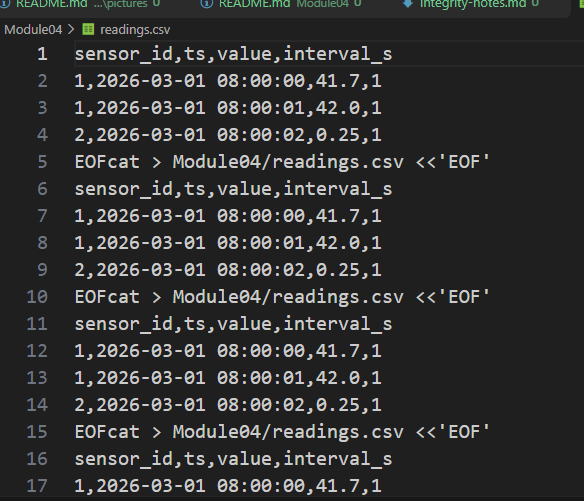 README.md ...\pictures U README.md Module04 U integrity-notes.md U
Module04 > readings.csv
1 sensor_id,ts,value,interval_s
2 1,2026-03-01 08:00:00,41.7,1
3 1,2026-03-01 08:00:01,42.0,1
4 2,2026-03-01 08:00:02,0.25,1
5 EOFcat > Module04/readings.csv <<'EOF'
6 sensor_id,ts,value,interval_s
7 1,2026-03-01 08:00:00,41.7,1
8 1,2026-03-01 08:00:01,42.0,1
9 2,2026-03-01 08:00:02,0.25,1
10 EOFcat > Module04/readings.csv <<'EOF'
11 sensor_id,ts,value,interval_s
12 1,2026-03-01 08:00:00,41.7,1
13 1,2026-03-01 08:00:01,42.0,1
14 2,2026-03-01 08:00:02,0.25,1
15 EOFcat > Module04/readings.csv <<'EOF'
16 sensor_id,ts,value,interval_s
17 1,2026-03-01 08:00:00,41.7,1